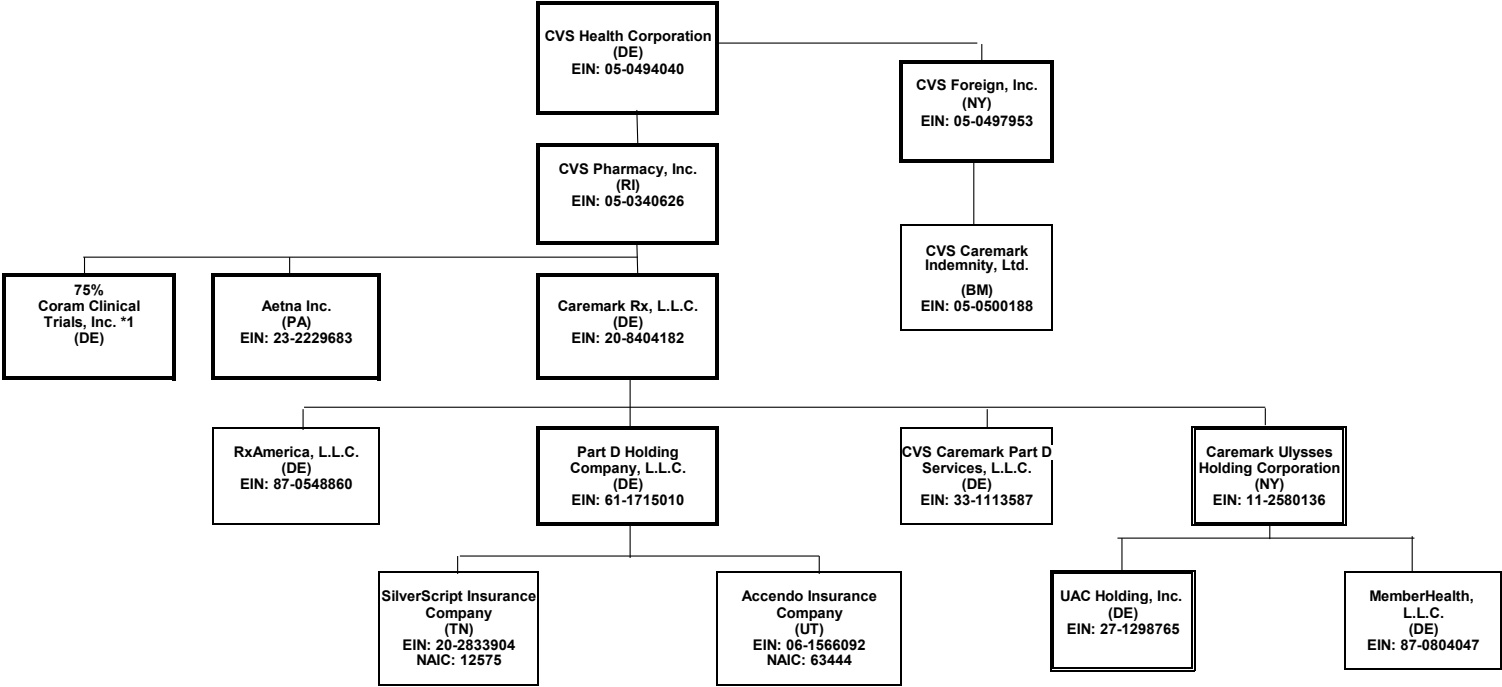 CVS Health Corporation
(DE)
EIN: 05-0494040
CVS Foreign, Inc.
(NY)
EIN: 05-0497953
CVS Pharmacy, Inc.
(RI)
EIN: 05-0340626
CVS Caremark
Indemnity, Ltd.
(BM)
EIN: 05-0500188
75%
Coram Clinical
Trials, Inc. *1
(DE)
Aetna Inc.
(PA)
EIN: 23-2229683
Caremark Rx, L.L.C.
(DE)
EIN: 20-8404182
RxAmerica, L.L.C.
(DE)
EIN: 87-0548860
Part D Holding
Company, L.L.C.
(DE)
EIN: 61-1715010
CVS Caremark Part D
Services, L.L.C.
(DE)
EIN: 33-1113587
Caremark Ulysses
Holding Corporation
(NY)
EIN: 11-2580136
SilverScript Insurance
Company
(TN)
EIN: 20-2833904
NAIC: 12575
Accendo Insurance
Company
(UT)
EIN: 06-1566092
NAIC: 63444
UAC Holding, Inc.
(DE)
EIN: 27-1298765
MemberHealth,
L.L.C.
(DE)
EIN: 87-0804047